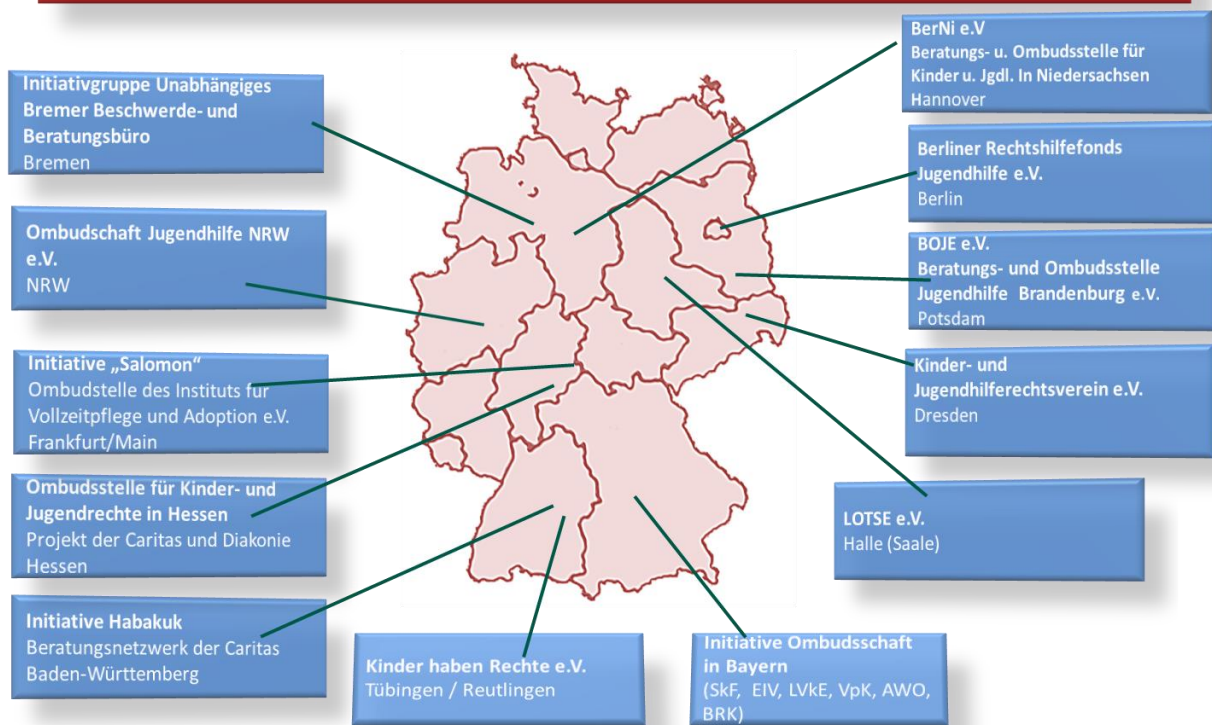 Initiativgruppe Unabhängiges
Bremer Beschwerde- und
Beratungsbüro
Bremen
Ombudschaft Jugendhilfe NRW
e.V.
NRW
Initiative „Salomon“
Ombudstelle des Instituts für
Vollzeitpflege und Adoption e.V.
Frankfurt/Main
Ombudsstelle für Kinder- und
Jugendrechte in Hessen
Projekt der Caritas und Diakonie
Hessen
Initiative Habakuk
Beratungsnetzwerk der Caritas
Baden-Württemberg
Kinder haben Rechte e.V.
Tübingen / Reutlingen
Initiative Ombudsschaft
in Bayern
(SkF, EIV, LVkE, VpK, AWO,
BRK)
BerNi e.V
Beratungs- u. Ombudsstelle für
Kinder u. Jgdl. In Niedersachsen
Hannover
Berliner Rechtshilfefonds
Jugendhilfe e.V.
Berlin
BOJE e.V.
Beratungs- und Ombudsstelle
Jugendhilfe Brandenburg e.V.
Potsdam
Kinder- und
Jugendhilferechtsverein e.V.
Dresden
LOTSE e.V.
Halle (Saale)